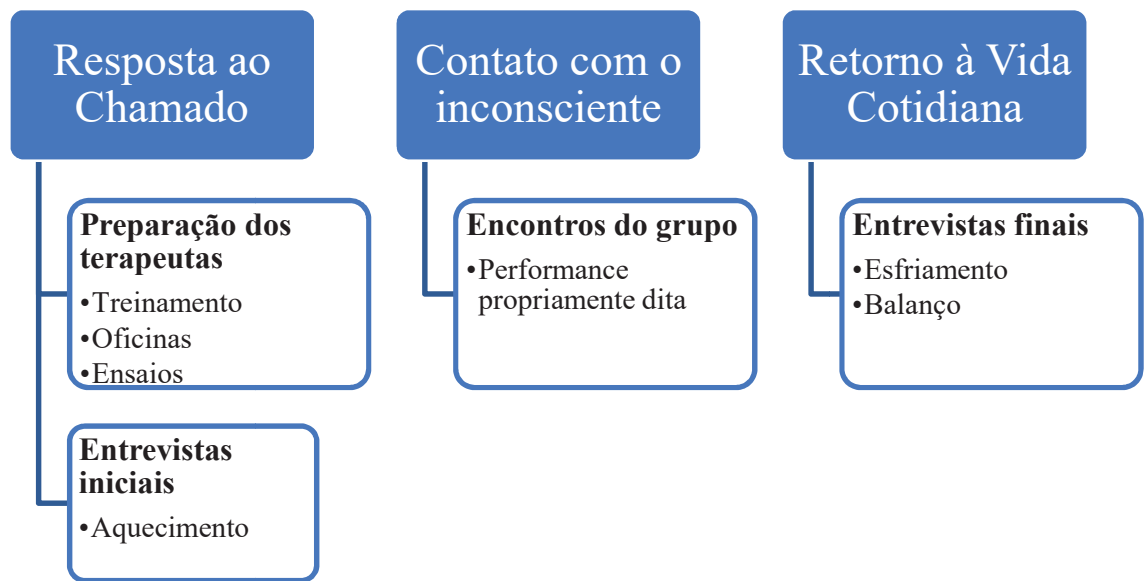 Resposta ao
Chamado
Preparação dos
terapeutas
•Treinamento
•Oficinas
•Ensaios
Entrevistas
iniciais
•Aquecimento
Contato com o
inconsciente
Encontros do grupo
•Performance
propriamente dita
Retorno à Vida
Cotidiana
Entrevistas finais
•Esfriamento
•Balanço